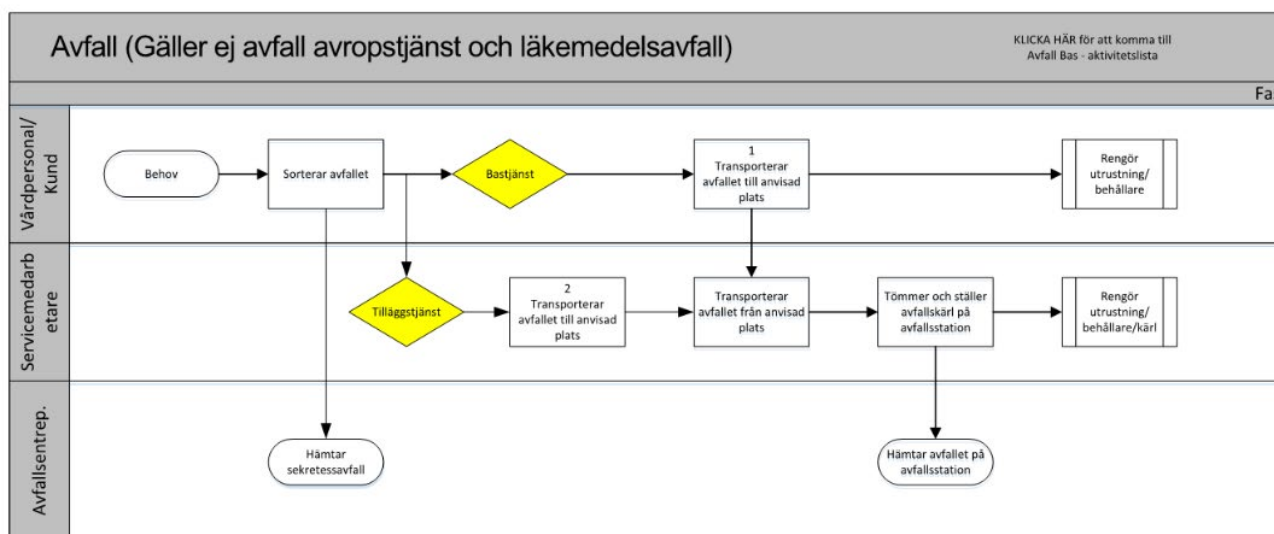 Avfall (Gäller ej avfall avropstjänst och läkemedelsavfall)
KLICKA HÄR för att komma till
Avfall Bas - aktivitetslista
Fa
Vårdpersonal/
Kund
Behov
Sorterar avfallet
Bastjänst
1
Transporterar
avfallet till anvisad
plats
Rengör
utrustning/
behållare
Servicemedarb
etare
Tilläggstjänst
2
Transporterar
avfallet till anvisad
plats
Transporterar
avfallet från anvisad
plats
Tömmer och ställer
avfallskärl på
avfallsstation
Rengör
utrustning/
behållare/kärl
Avfallsentrep.
Hämtar
sekretessavfall
Hämtar avfallet på
avfallsstation